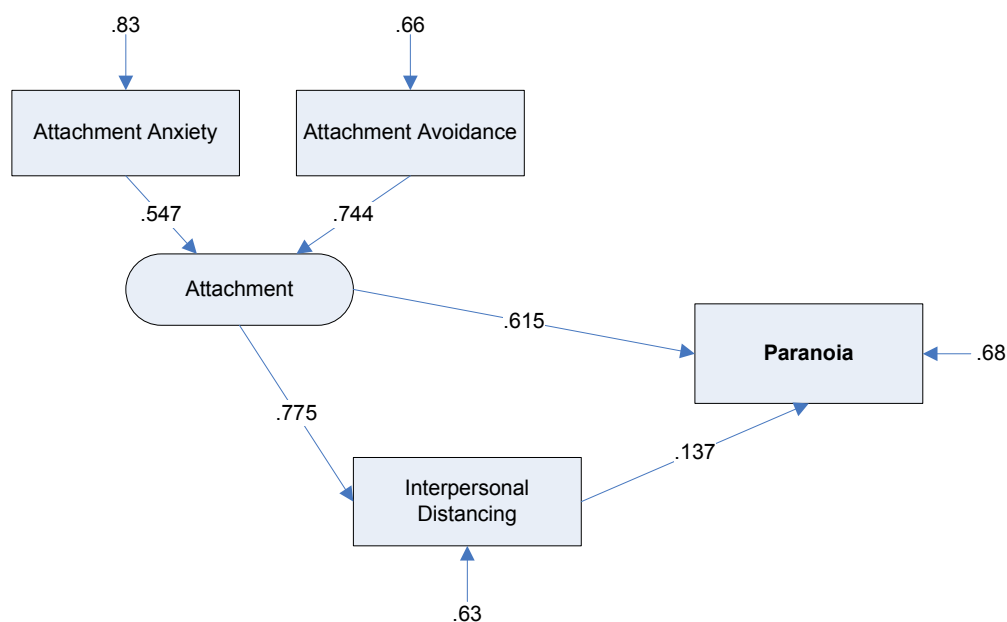 .83
.66
Attachment Anxiety
Attachment Avoidance
.547
.744
Attachment
.615
Paranoia
.68
.775
.137
Interpersonal
Distancing
.63